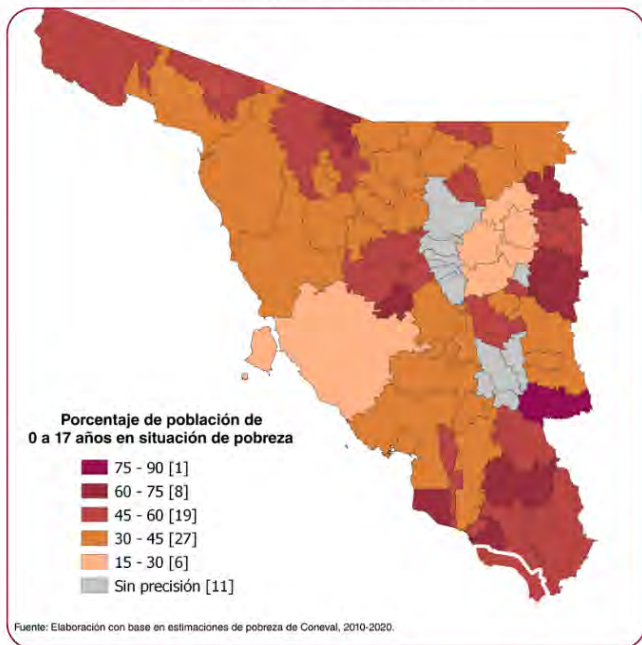 Porcentaje de población de
0 a 17 años en situación de pobreza
75 - 90 [1]
60 - 75 [8]
45 - 60 [19]
30 - 45 [27]
15 - 30 [6]
Sin precisión [11]
Fuente: Elaboración con base en estimaciones de pobreza de Coneval, 2010-2020.